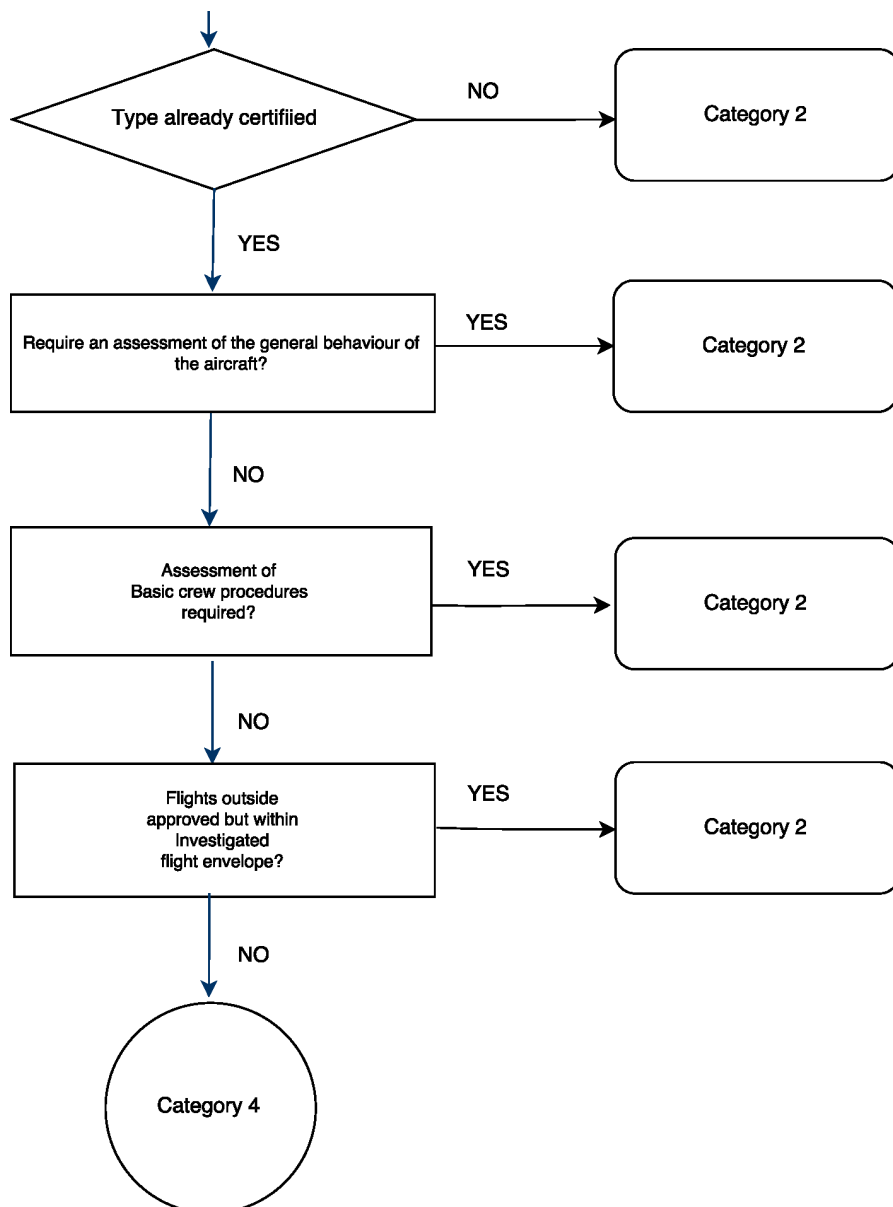 Type already certifiied
NO
Category 2
YES
Require an assessment of the general behaviour of
the aircraft?
YES
Category 2
NO
Assessment of
Basic crew procedures
required?
YES
Category 2
NO
Flights outside
approved but within
Investigated
flight envelope?
YES
Category 2
NO
Category 4